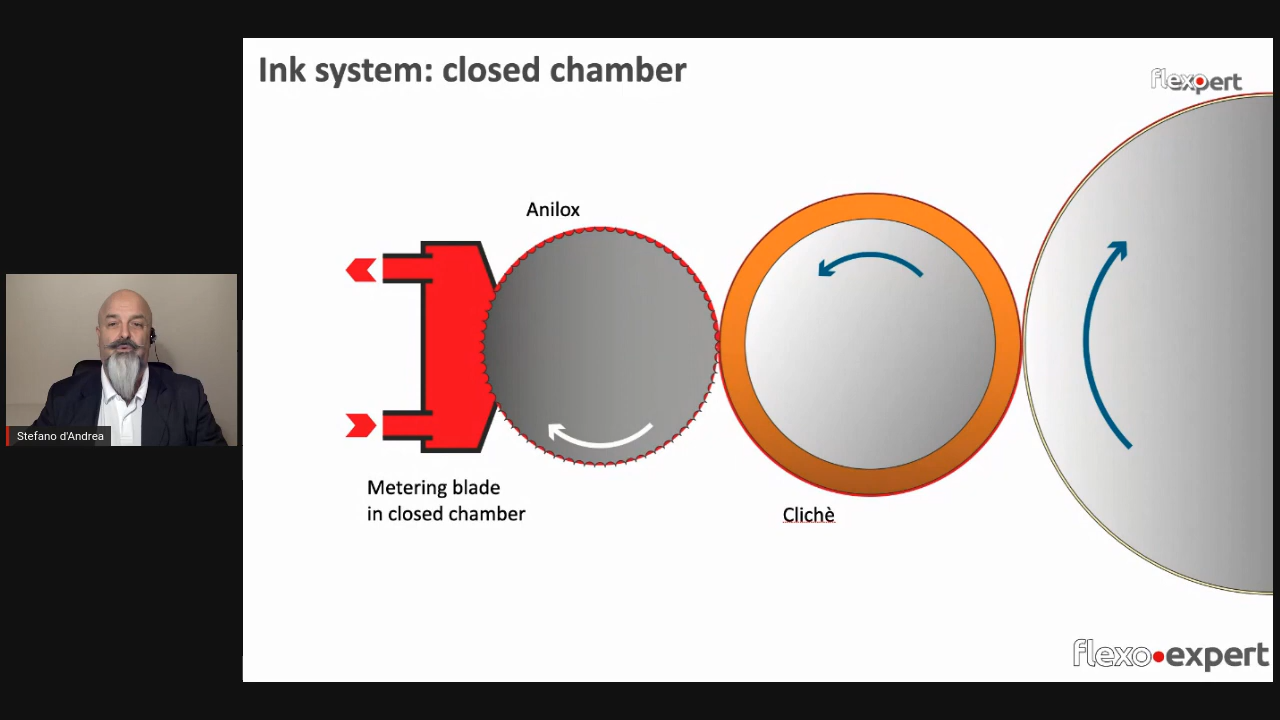 Ink system: closed chamber
flexpert
Anilox
Stefano d'Andrea
Metering blade
in closed chamber
Clichè
flexo•expert